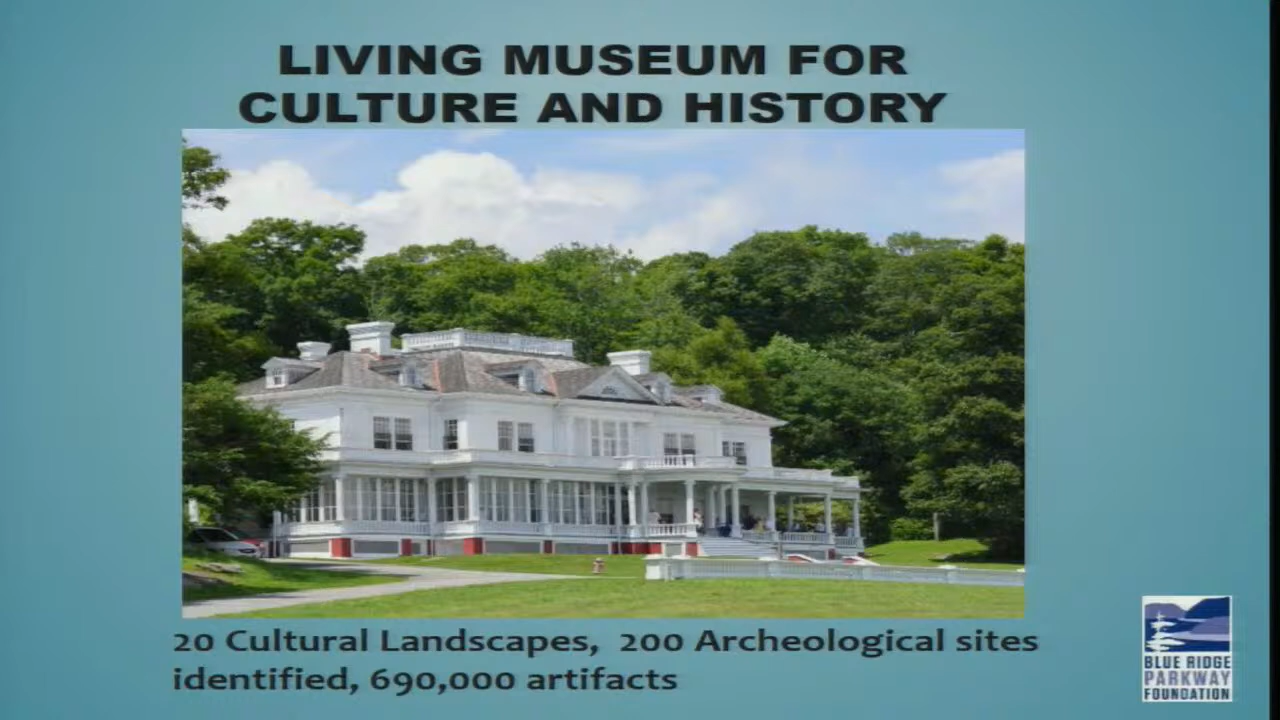 LIVING MUSEUM FOR
CULTURE AND HISTORY
20 Cultural Landscapes, 200 Archeological sites
identified, 690,000 artifacts
BLUE RIDGE
PARKWAY
FOUNDATION